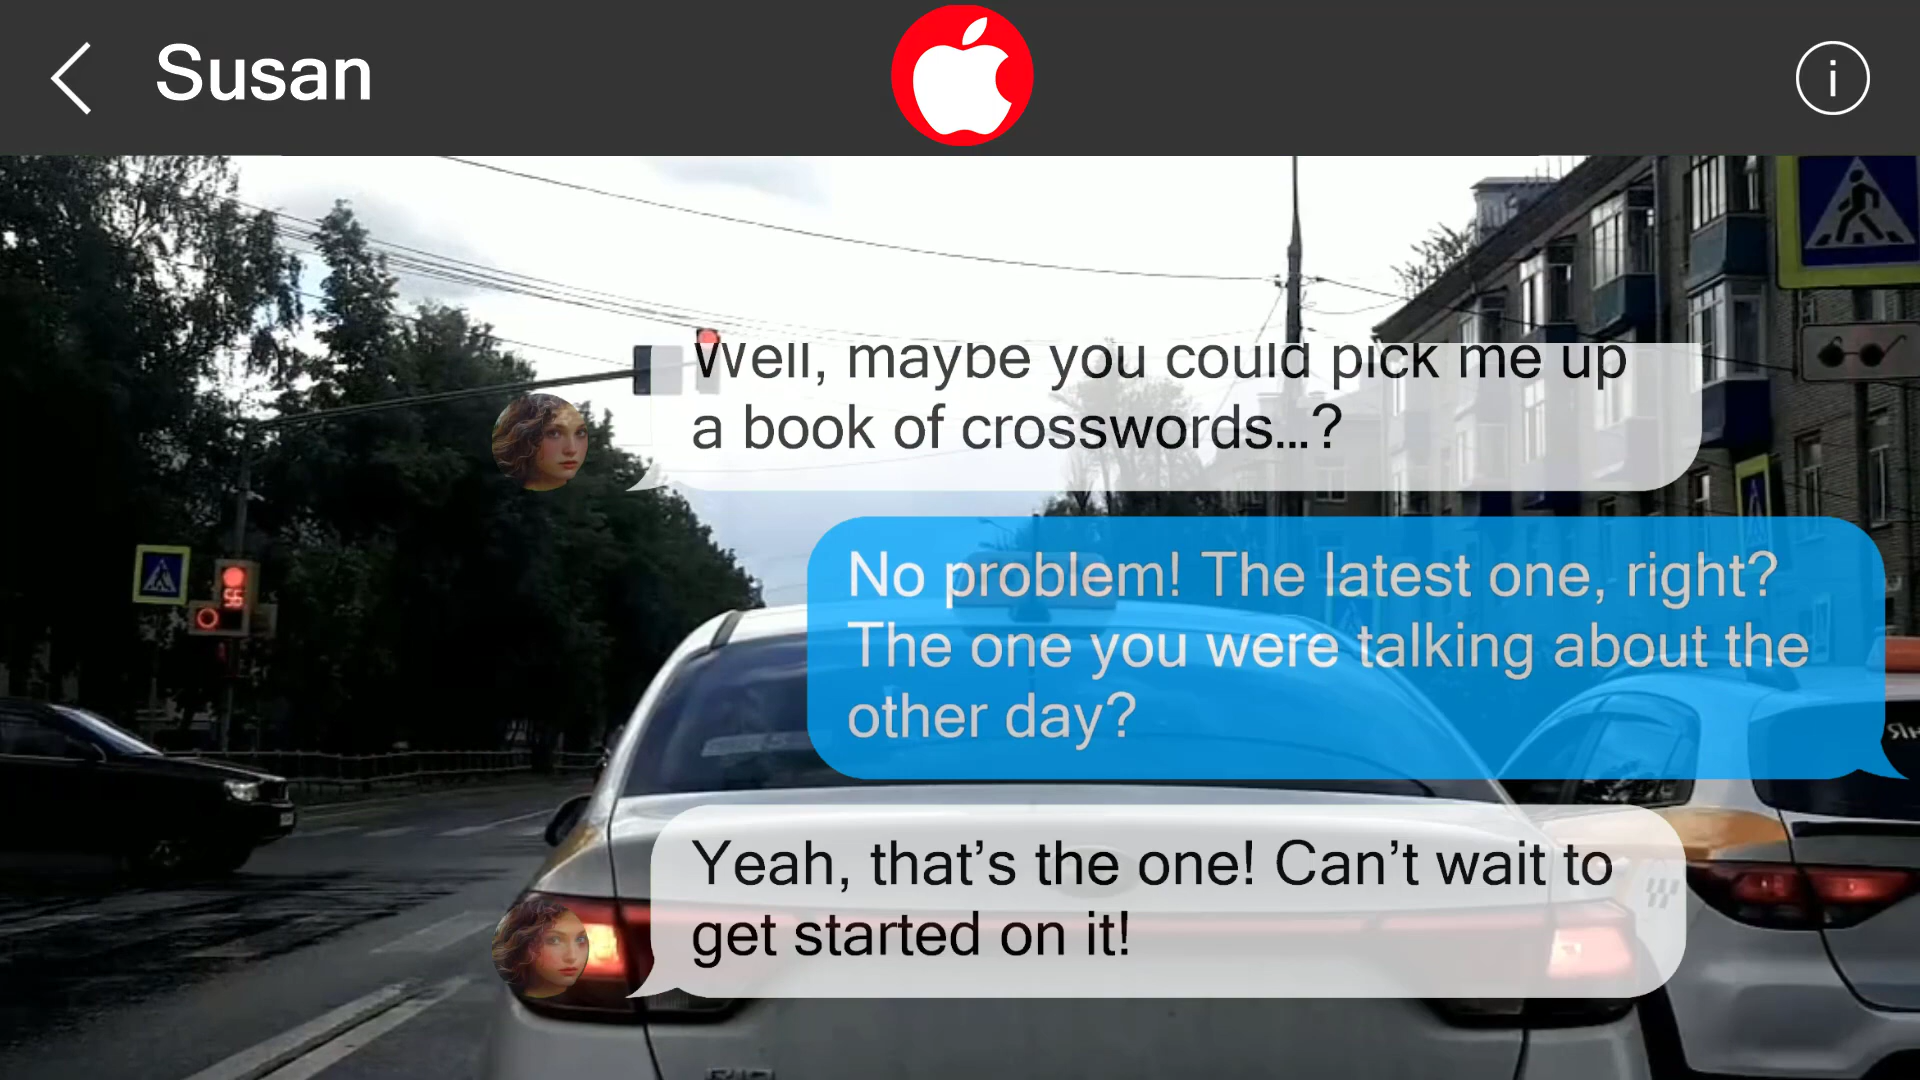 Susan
i
Well, maybe you could pick me up
a book of crosswords...?
No problem! The latest one, right?
The one you were talking about the
other day?
Yeah, that’s the one! Can’t wait to
get started on it!
56